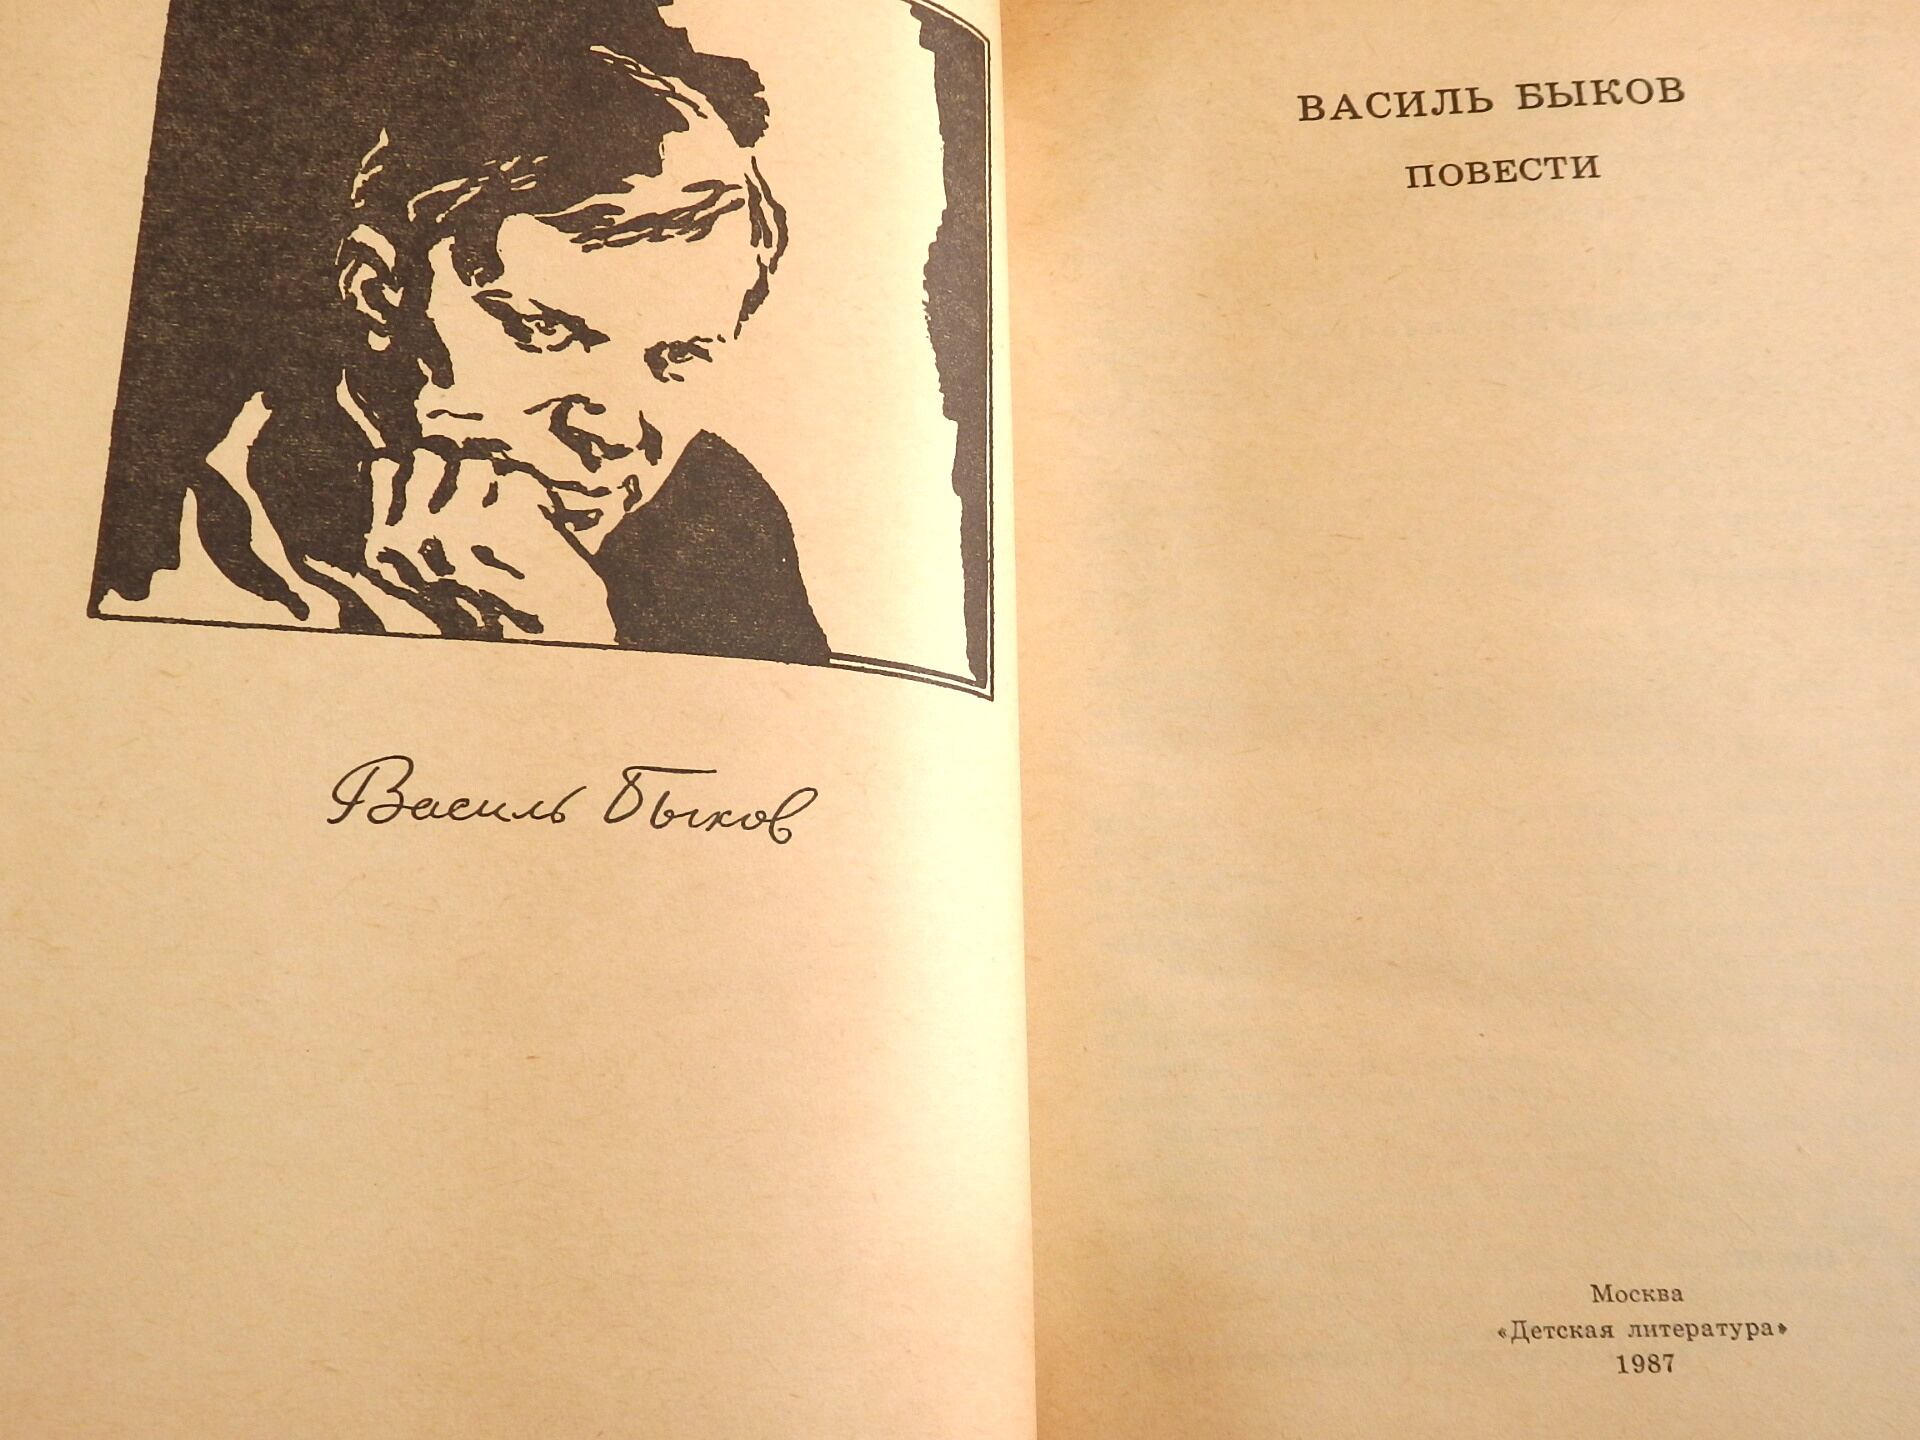 Василь Быков
ВАСИЛЬ БЫКОВ
ПОВЕСТИ
Москва
«Детская литература»
1987